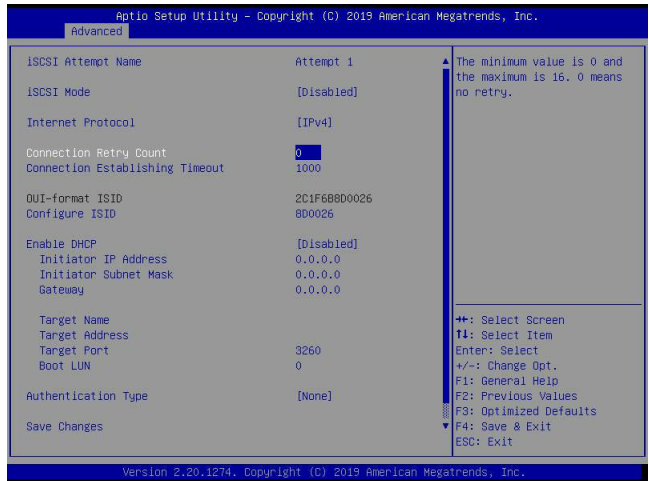 Aptio Setup Utility – Copyright (C) 2019 American Megatrends, Inc.
Advanced
iSCSI Attempt Name Attempt 1
iSCSI Mode [Disabled]
Internet Protocol [IPv4]
Connection Retry Count 0
Connection Establishing Timeout 1000
OUI-format ISID 2C1F6B8D0026
Configure ISID 8D0026
Enable DHCP [Disabled]
Initiator IP Address 0.0.0.0
Initiator Subnet Mask 0.0.0.0
Gateway 0.0.0.0
Target Name
Target Address
Target Port 3260
Boot LUN 0
Authentication Type [None]
Save Changes
The minimum value is 0 and
the maximum is 16. 0 means
no retry.
→←: Select Screen
↑↓: Select Item
Enter: Select
+/-: Change Opt.
F1: General Help
F2: Previous Values
F3: Optimized Defaults
F4: Save & Exit
ESC: Exit
Version 2.20.1274. Copyright (C) 2019 American Megatrends, Inc.